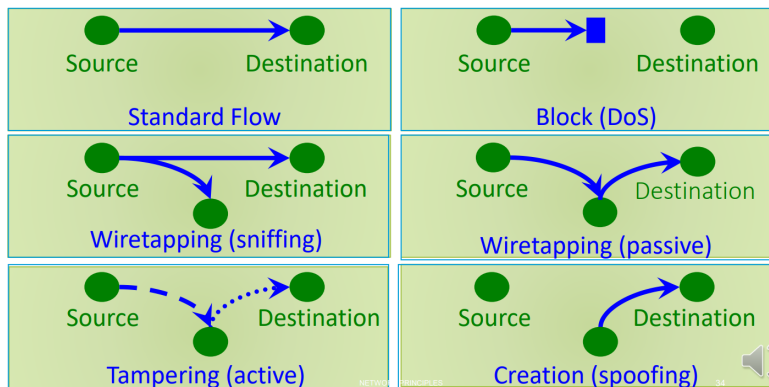 Source Destination
Standard Flow
Source Destination
Block (DoS)
Source Destination
Wiretapping (sniffing)
Source Destination
Wiretapping (passive)
Source Destination
Tampering (active)
Source Destination
Creation (spoofing)
PRINCIPLES
34